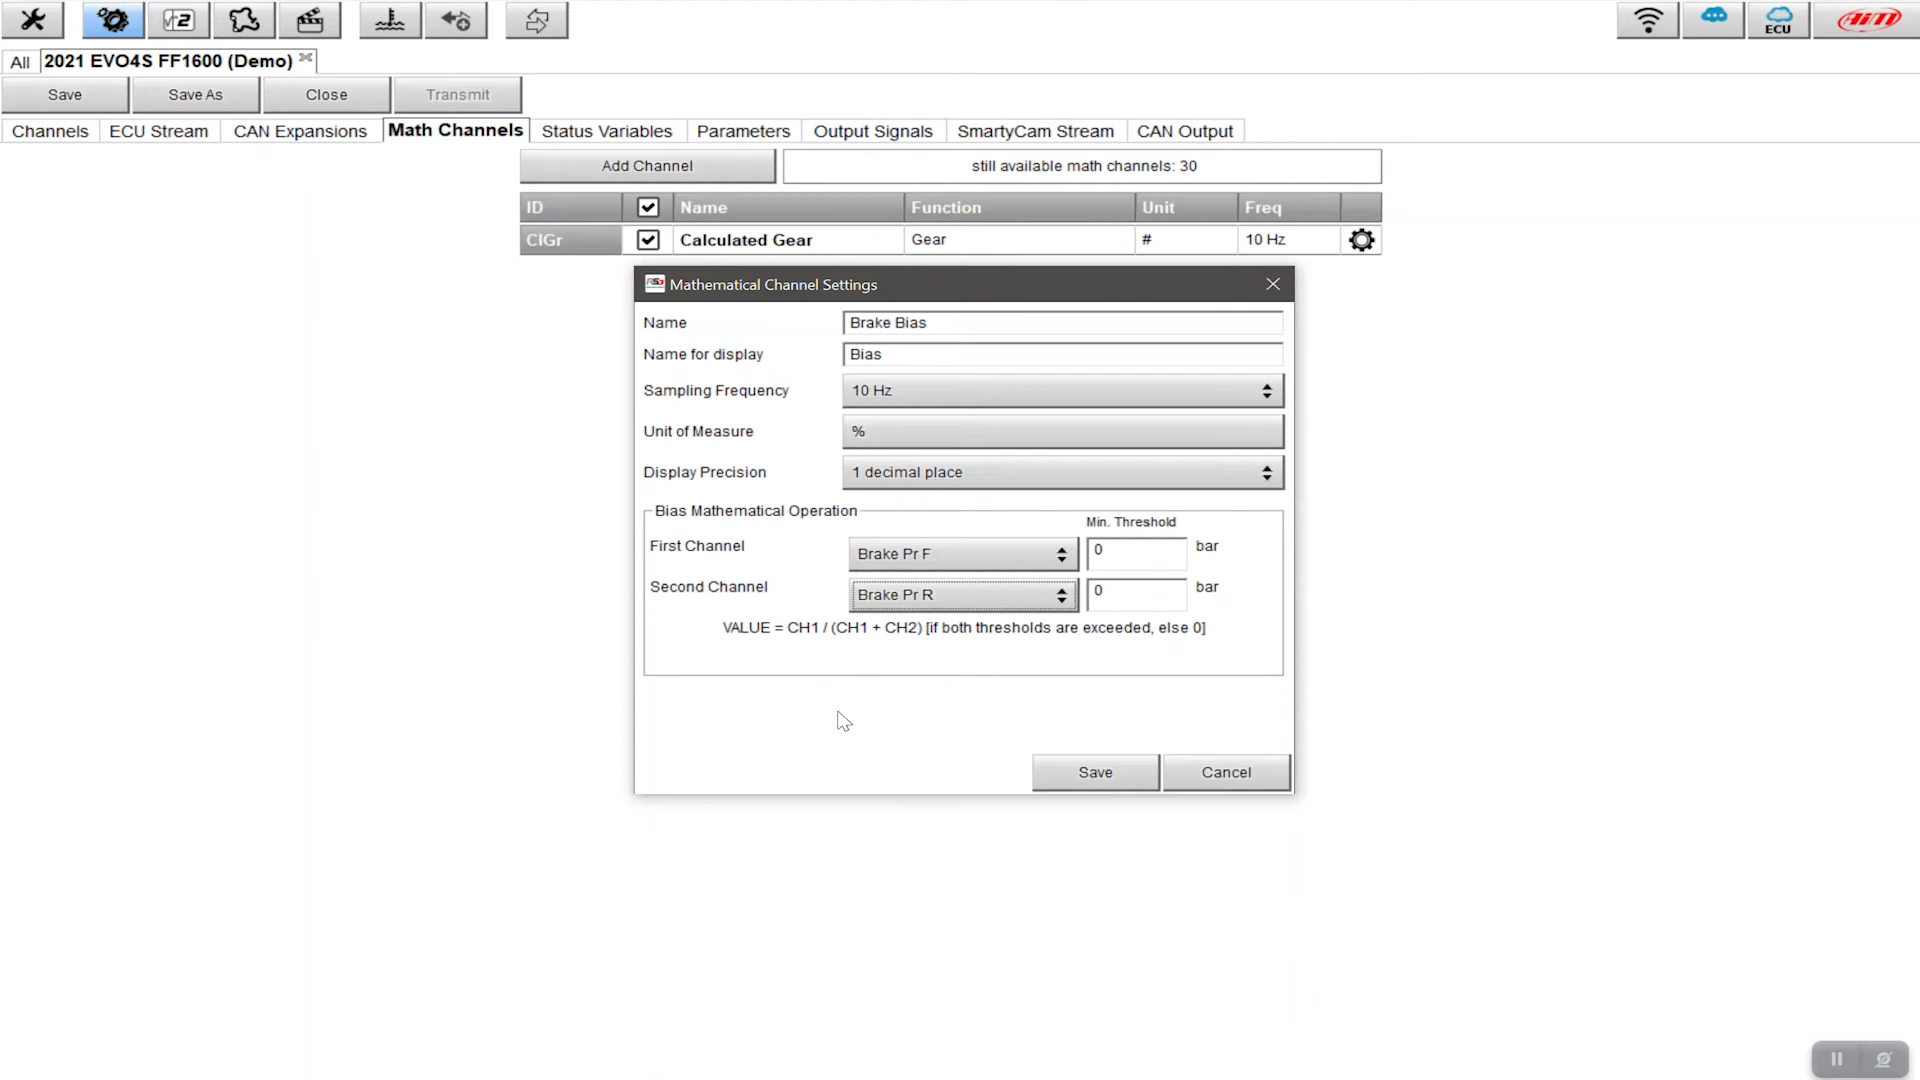 √2
ECU
AiM
All 2021 EVO4S FF1600 (Demo)
Save Save As Close Transmit
Channels ECU Stream CAN Expansions Math Channels Status Variables Parameters Output Signals SmartyCam Stream CAN Output
Add Channel still available math channels: 30
ID Name Function Unit Freq
ClGr Calculated Gear Gear # 10 Hz
RS3 Mathematical Channel Settings
Name Brake Bias
Name for display Bias
Sampling Frequency 10 Hz
Unit of Measure %
Display Precision 1 decimal place
Bias Mathematical Operation
Min. Threshold
First Channel Brake Pr F 0 bar
Second Channel Brake Pr R 0 bar
VALUE = CH1 / (CH1 + CH2) [if both thresholds are exceeded, else 0]
Save Cancel